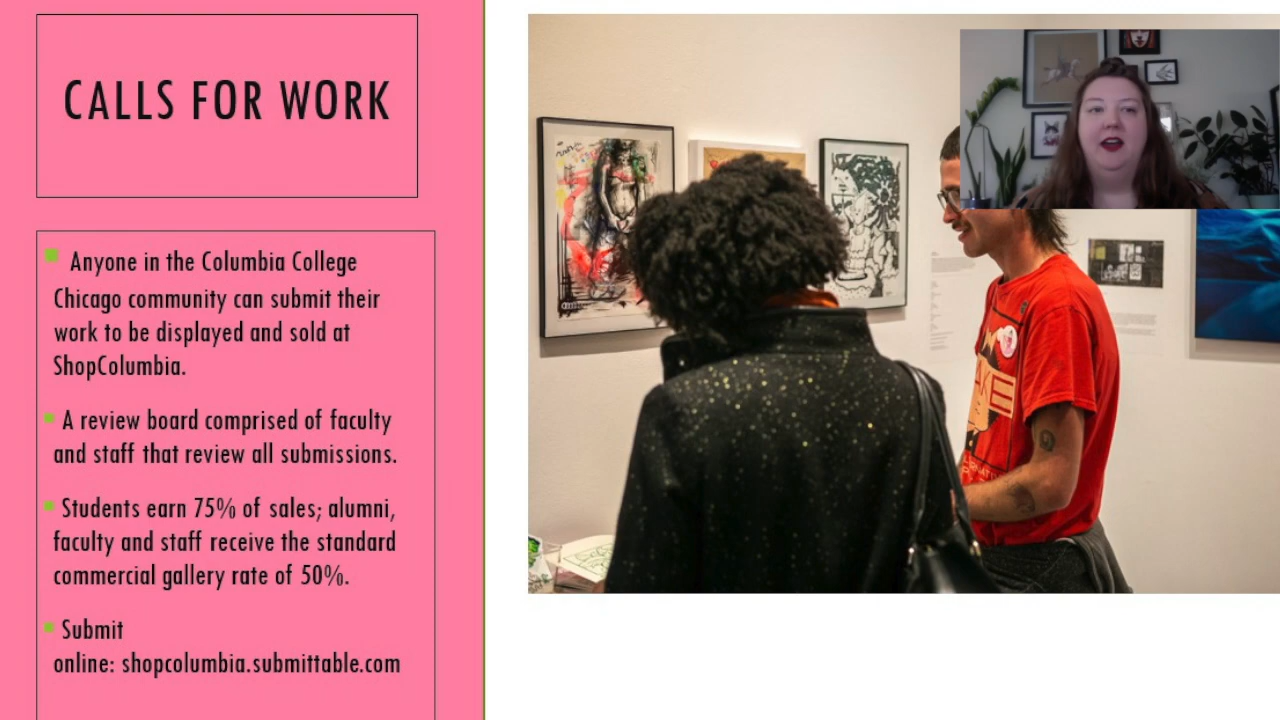 CALLS FOR WORK
Anyone in the Columbia College
Chicago community can submit their
work to be displayed and sold at
ShopColumbia.
A review board comprised of faculty
and staff that review all submissions.
Students earn 75% of sales; alumni,
faculty and staff receive the standard
commercial gallery rate of 50%.
Submit
online: shopcolumbia.submittable.com